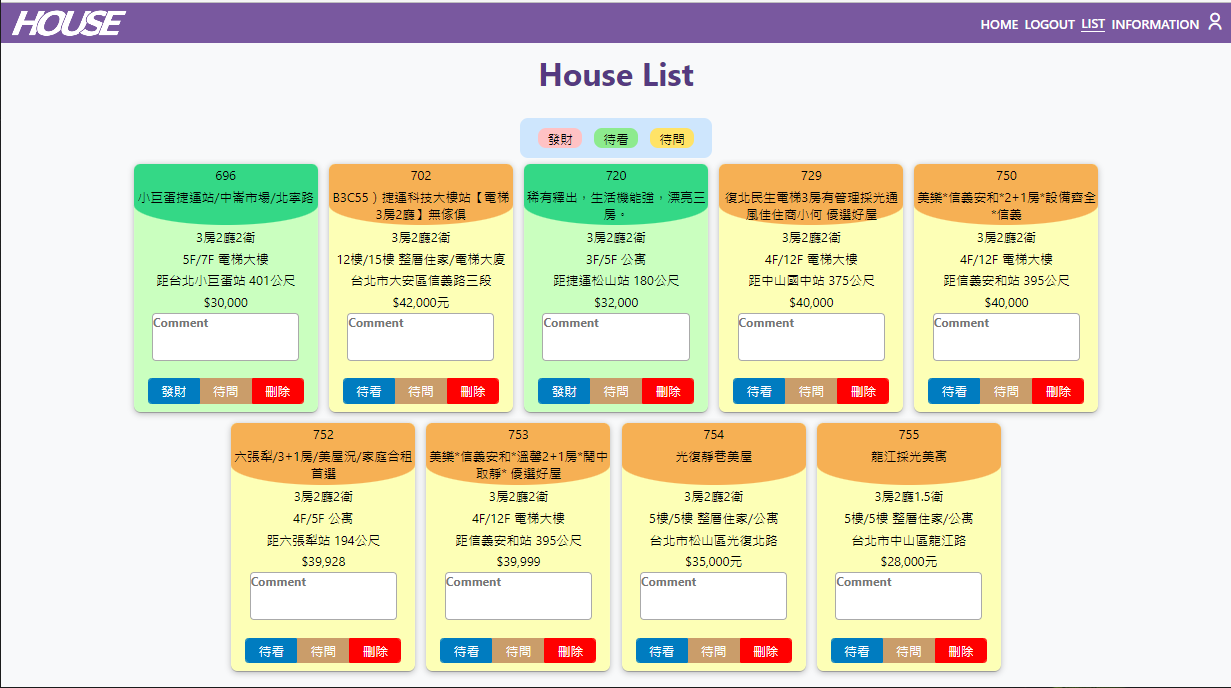 HOUSE
HOME LOGOUT LIST INFORMATION
House List
發財 待看 待問
696
小巨蛋捷運站/中崙市場/北寧路
3房2廳2衛
5F/7F 電梯大樓
距台北小巨蛋站 401公尺
$30,000
Comment
發財 待問 刪除
702
B3C55）捷運科技大樓站【電梯
3房2廳】無傢俱
3房2廳2衛
12樓/15樓 整層住家/電梯大廈
台北市大安區信義路三段
$42,000元
Comment
待看 待問 刪除
720
稀有釋出，生活機能強，漂亮三
房。
3房2廳2衛
3F/5F 公寓
距捷運松山站 180公尺
$32,000
Comment
發財 待問 刪除
729
復北民生電梯3房有管理採光通
風佳住商小何 優選好屋
3房2廳2衛
4F/12F 電梯大樓
距中山國中站 375公尺
$40,000
Comment
待看 待問 刪除
750
美樂*信義安和*2+1房*設備齊全
*信義
3房2廳2衛
4F/12F 電梯大樓
距信義安和站 395公尺
$40,000
Comment
待看 待問 刪除
752
六張犁/3+1房/美屋況/家庭合租
首選
3房2廳2衛
4F/5F 公寓
距六張犁站 194公尺
$39,928
Comment
待看 待問 刪除
753
美樂*信義安和*溫馨2+1房*鬧中
取靜* 優選好屋
3房2廳2衛
4F/12F 電梯大樓
距信義安和站 395公尺
$39,999
Comment
待看 待問 刪除
754
光復靜巷美屋
3房2廳2衛
5樓/5樓 整層住家/公寓
台北市松山區光復北路
$35,000元
Comment
待看 待問 刪除
755
龍江採光美寓
3房2廳1.5衛
5樓/5樓 整層住家/公寓
台北市中山區龍江路
$28,000元
Comment
待看 待問 刪除